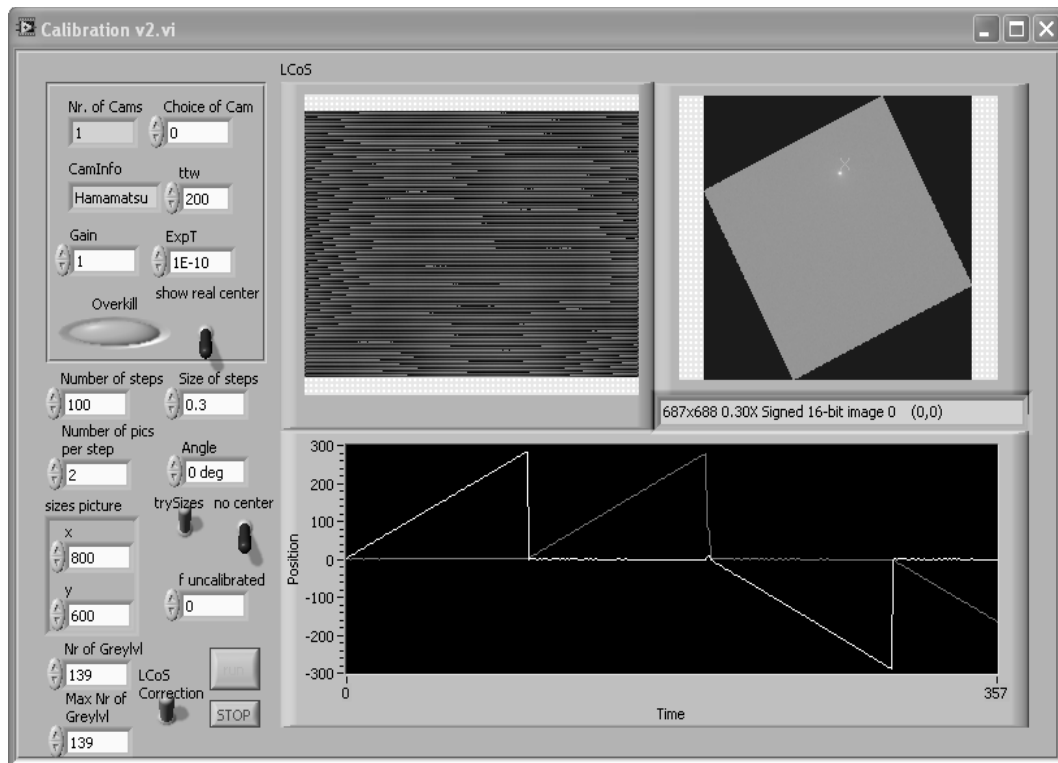 Calibration v2.vi
LCoS
Nr. of Cams
Choice of Cam
1
0
CamInfo
ttw
Hamamatsu
200
Gain
ExpT
1
1E-10
show real center
Overkill
Number of steps
Size of steps
100
0.3
Number of pics
per step
Angle
2
0 deg
sizes picture
trySizes
no center
x
800
y
600
f uncalibrated
0
Nr of Greylvl
139
LCoS
Correction
Max Nr of
Greylvl
139
STOP
687x688 0.30X Signed 16-bit image 0 (0,0)
Position
300
200
100
0
-100
-200
-300
0
357
Time